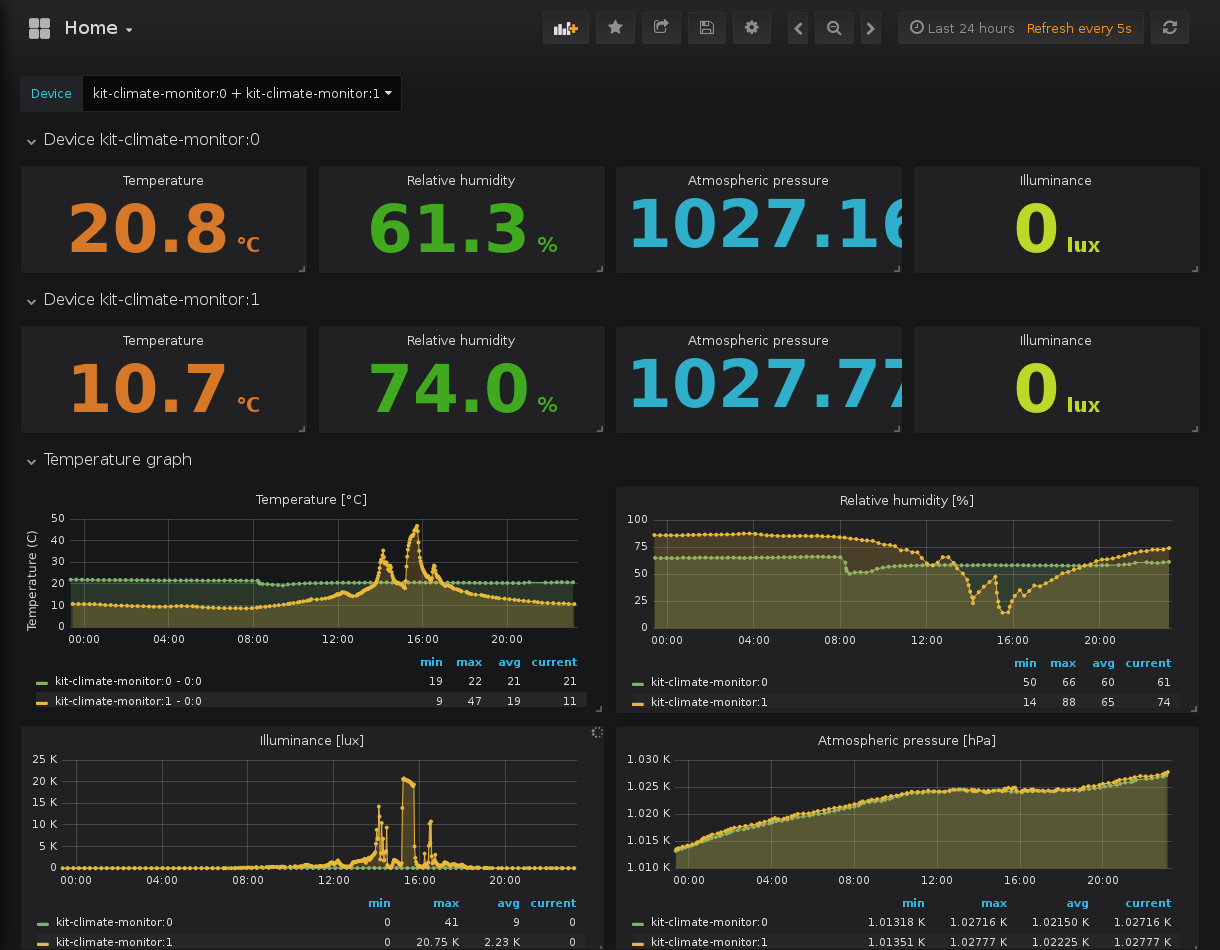 Home
Last 24 hours Refresh every 5s
Device kit-climate-monitor:0 + kit-climate-monitor:1
Device kit-climate-monitor:0
Temperature
20.8 °C
Relative humidity
61.3 %
Atmospheric pressure
1027.16
Illuminance
0 lux
Device kit-climate-monitor:1
Temperature
10.7 °C
Relative humidity
74.0 %
Atmospheric pressure
1027.77
Illuminance
0 lux
Temperature graph
Temperature [°C]
Temperature (C)
50
40
30
20
10
0
00:00 04:00 08:00 12:00 16:00 20:00
min max avg current
kit-climate-monitor:0 - 0:0 19 22 21 21
kit-climate-monitor:1 - 0:0 9 47 19 11
Relative humidity [%]
100
75
50
25
0
00:00 04:00 08:00 12:00 16:00 20:00
min max avg current
kit-climate-monitor:0 50 66 60 61
kit-climate-monitor:1 14 88 65 74
Illuminance [lux]
25 K
20 K
15 K
10 K
5 K
0
00:00 04:00 08:00 12:00 16:00 20:00
min max avg current
kit-climate-monitor:0 0 41 9 0
kit-climate-monitor:1 0 20.75 K 2.23 K 0
Atmospheric pressure [hPa]
1.030 K
1.025 K
1.020 K
1.015 K
1.010 K
00:00 04:00 08:00 12:00 16:00 20:00
min max avg current
kit-climate-monitor:0 1.01318 K 1.02716 K 1.02150 K 1.02716 K
kit-climate-monitor:1 1.01351 K 1.02777 K 1.02225 K 1.02777 K